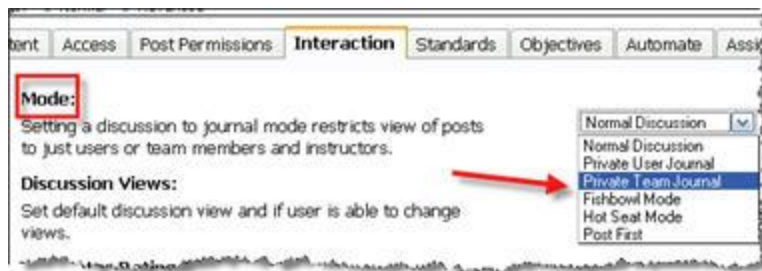 Access Post Permissions Interaction Standards Objectives Automate
Mode:
Setting a discussion to journal mode restricts view of posts
to just users or team members and instructors.
Normal Discussion
Normal Discussion
Private User Journal
Private Team Journal
Fishbowl Mode
Hot Seat Mode
Post First
Discussion Views:
Set default discussion view and if user is able to change
views.